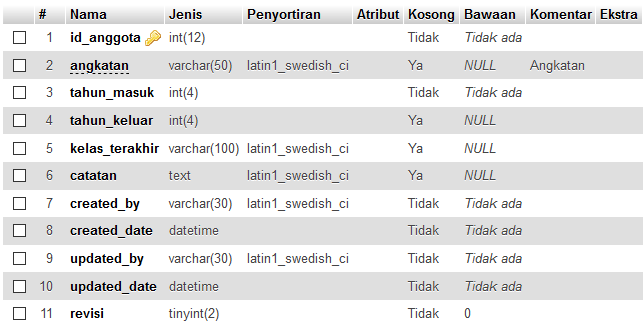 # Nama Jenis Penyortiran Atribut Kosong Bawaan Komentar Ekstra
1 id_anggota int(12) Tidak Tidak ada
2 angkatan varchar(50) latin1_swedish_ci Ya NULL Angkatan
3 tahun_masuk int(4) Tidak Tidak ada
4 tahun_keluar int(4) Ya NULL
5 kelas_terakhir varchar(100) latin1_swedish_ci Ya NULL
6 catatan text latin1_swedish_ci Ya NULL
7 created_by varchar(30) latin1_swedish_ci Tidak Tidak ada
8 created_date datetime Tidak Tidak ada
9 updated_by varchar(30) latin1_swedish_ci Tidak Tidak ada
10 updated_date datetime Tidak Tidak ada
11 revisi tinyint(2) Tidak 0